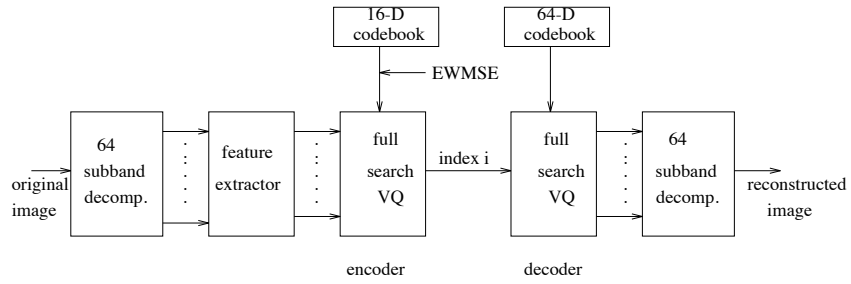 16-D
codebook
64-D
codebook
EWMSE
64
subband
decomp.
feature
extractor
full
search
VQ
index i
full
search
VQ
64
subband
decomp.
original
image
reconstructed
image
encoder
decoder